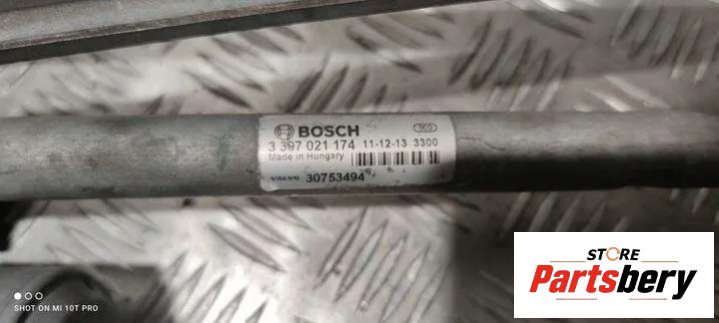 BOSCH
3 397 021 174 11-12-13 3300
Made in Hungary
VOLVO 30753494
SHOT ON MI 10T PRO
STORE
Partsbery